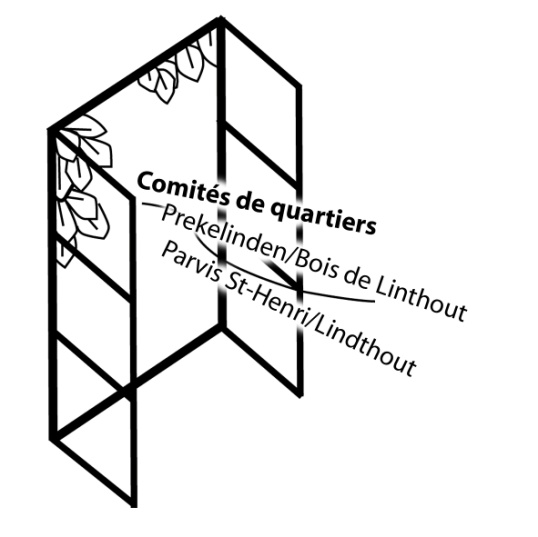 Comités de quartiers
Prekelinden/Bois de Linthout
Parvis St-Henri/Lindthout